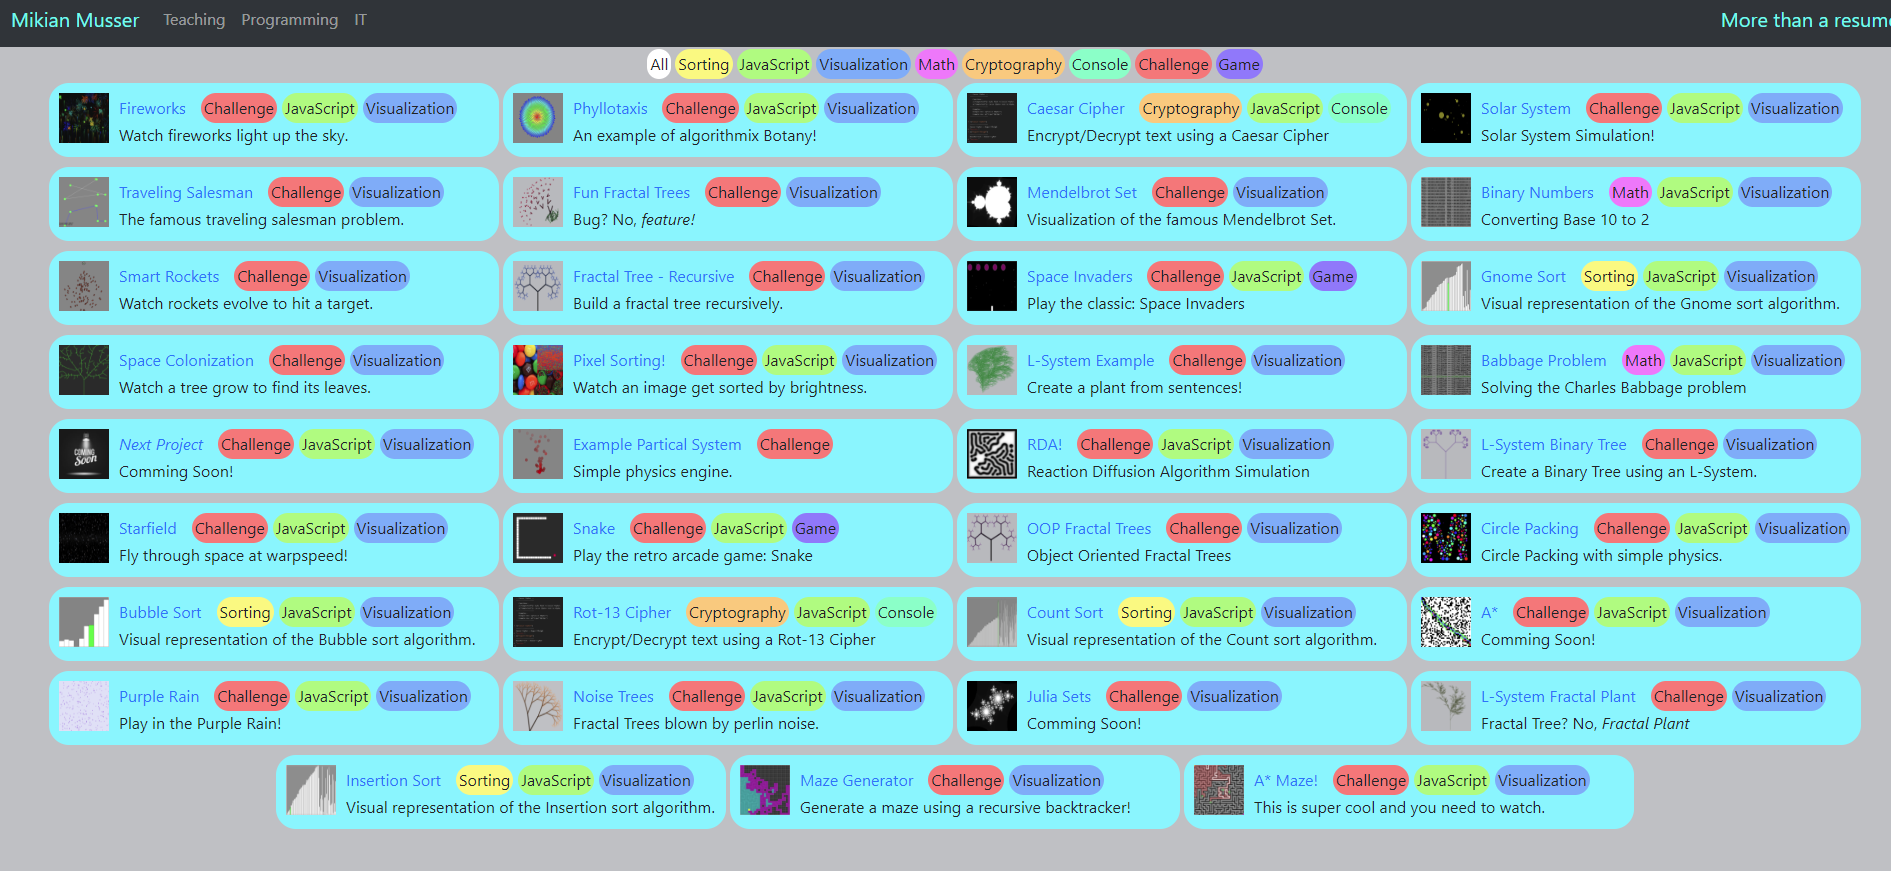 Mikian Musser Teaching Programming IT More than a resume
All Sorting JavaScript Visualization Math Cryptography Console Challenge Game
Fireworks Challenge JavaScript Visualization
Watch fireworks light up the sky.
Phyllotaxis Challenge JavaScript Visualization
An example of algorithmix Botany!
Caesar Cipher Cryptography JavaScript Console
Encrypt/Decrypt text using a Caesar Cipher
Solar System Challenge JavaScript Visualization
Solar System Simulation!
Traveling Salesman Challenge Visualization
The famous traveling salesman problem.
Fun Fractal Trees Challenge Visualization
Bug? No, feature!
Mendelbrot Set Challenge Visualization
Visualization of the famous Mendelbrot Set.
Binary Numbers Math JavaScript Visualization
Converting Base 10 to 2
Smart Rockets Challenge Visualization
Watch rockets evolve to hit a target.
Fractal Tree - Recursive Challenge Visualization
Build a fractal tree recursively.
Space Invaders Challenge JavaScript Game
Play the classic: Space Invaders
Gnome Sort Sorting JavaScript Visualization
Visual representation of the Gnome sort algorithm.
Space Colonization Challenge Visualization
Watch a tree grow to find its leaves.
Pixel Sorting! Challenge JavaScript Visualization
Watch an image get sorted by brightness.
L-System Example Challenge Visualization
Create a plant from sentences!
Babbage Problem Math JavaScript Visualization
Solving the Charles Babbage problem
COMING
Soon
Next Project Challenge JavaScript Visualization
Comming Soon!
Example Partical System Challenge
Simple physics engine.
RDA! Challenge JavaScript Visualization
Reaction Diffusion Algorithm Simulation
L-System Binary Tree Challenge Visualization
Create a Binary Tree using an L-System.
Starfield Challenge JavaScript Visualization
Fly through space at warpspeed!
Snake Challenge JavaScript Game
Play the retro arcade game: Snake
OOP Fractal Trees Challenge Visualization
Object Oriented Fractal Trees
Circle Packing Challenge JavaScript Visualization
Circle Packing with simple physics.
Bubble Sort Sorting JavaScript Visualization
Visual representation of the Bubble sort algorithm.
Rot-13 Cipher Cryptography JavaScript Console
Encrypt/Decrypt text using a Rot-13 Cipher
Count Sort Sorting JavaScript Visualization
Visual representation of the Count sort algorithm.
A* Challenge JavaScript Visualization
Comming Soon!
Purple Rain Challenge JavaScript Visualization
Play in the Purple Rain!
Noise Trees Challenge JavaScript Visualization
Fractal Trees blown by perlin noise.
Julia Sets Challenge Visualization
Comming Soon!
L-System Fractal Plant Challenge Visualization
Fractal Tree? No, Fractal Plant
Insertion Sort Sorting JavaScript Visualization
Visual representation of the Insertion sort algorithm.
Maze Generator Challenge Visualization
Generate a maze using a recursive backtracker!
A* Maze! Challenge JavaScript Visualization
This is super cool and you need to watch.